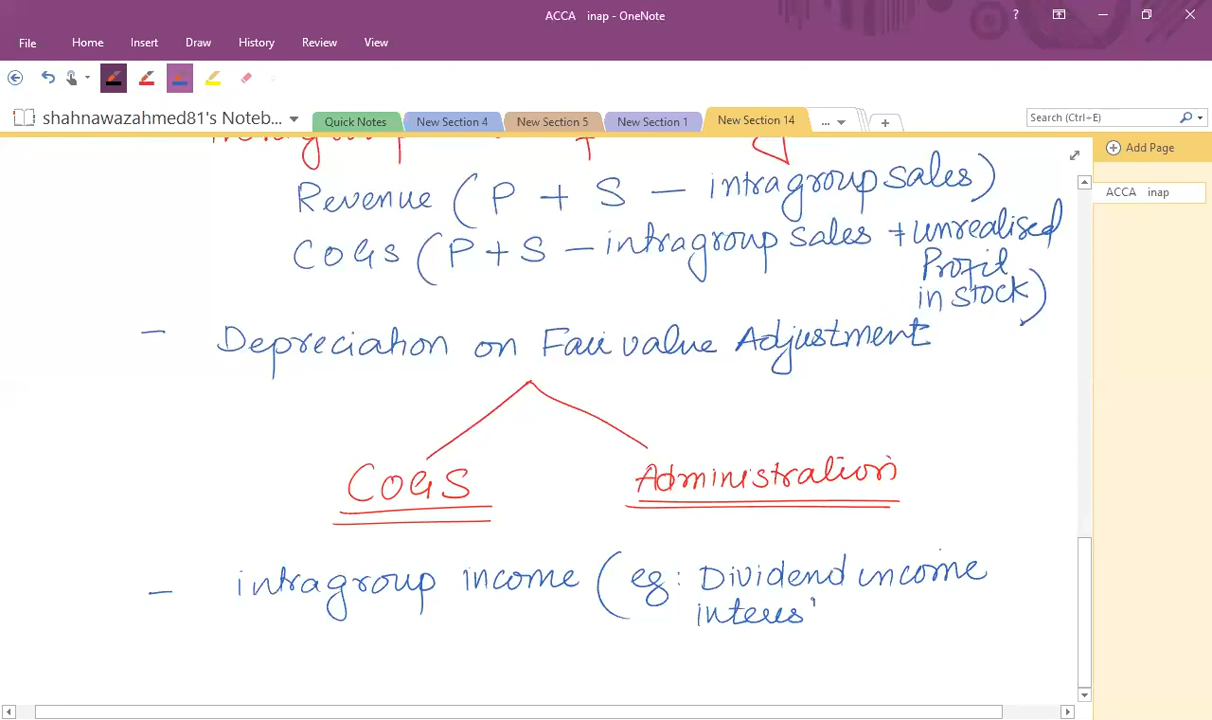 ACCA inap - OneNote
?
File Home Insert Draw History Review View
shahnawazahmed81's Noteb... Quick Notes New Section 4 New Section 5 New Section 1 New Section 14 ... Search (Ctrl+E)
Add Page
ACCA inap
Revenue ( P + S - intragroup sales)
COGS ( P + S - intragroup sales + unrealised
Profit
in stock)
- Depreciation on Fair value Adjustment
COGS Administration
- intragroup income ( eg: Dividend income
interes'